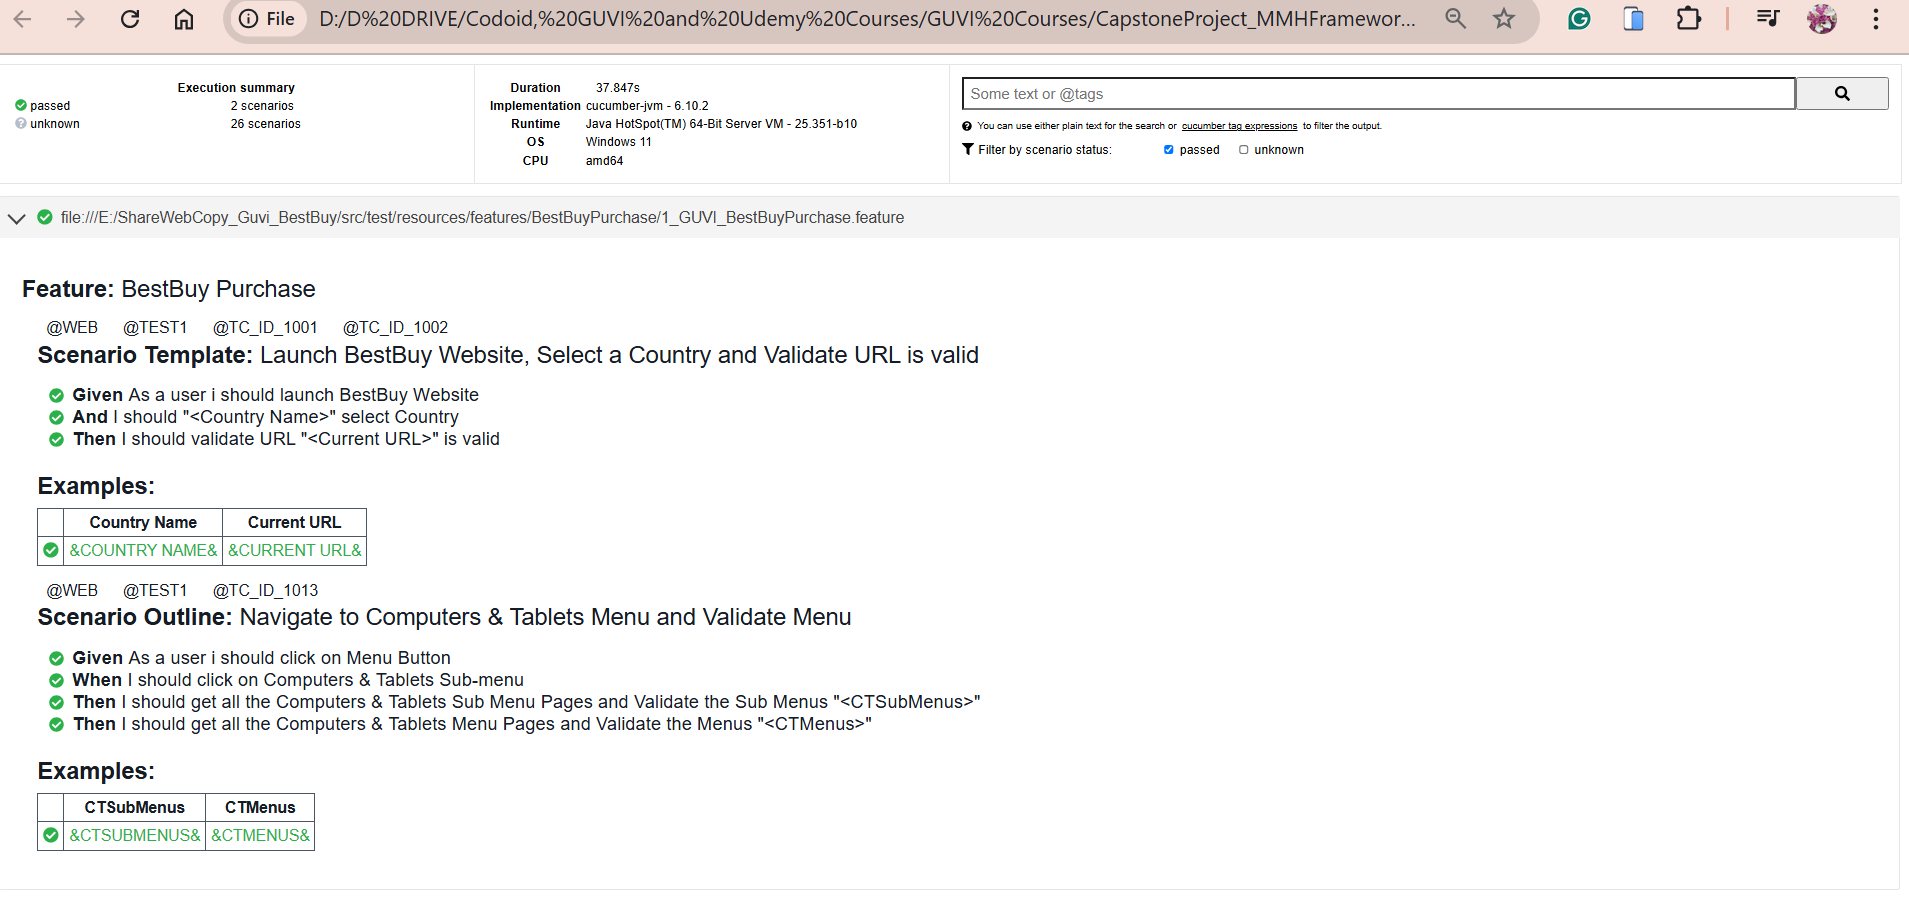 File D:/D%20DRIVE/Codoid,%20GUVI%20and%20Udemy%20Courses/GUVI%20Courses/CapstoneProject_MMHFramewor...
Execution summary
passed 2 scenarios
unknown 26 scenarios
Duration 37.847s
Implementation cucumber-jvm - 6.10.2
Runtime Java HotSpot(TM) 64-Bit Server VM - 25.351-b10
OS Windows 11
CPU amd64
Some text or @tags
You can use either plain text for the search or cucumber tag expressions to filter the output.
Filter by scenario status: passed unknown
file:///E:/ShareWebCopy_Guvi_BestBuy/src/test/resources/features/BestBuyPurchase/1_GUVI_BestBuyPurchase.feature
Feature: BestBuy Purchase
@WEB @TEST1 @TC_ID_1001 @TC_ID_1002
Scenario Template: Launch BestBuy Website, Select a Country and Validate URL is valid
Given As a user i should launch BestBuy Website
And I should "<Country Name>" select Country
Then I should validate URL "<Current URL>" is valid
Examples:
Country Name Current URL
&COUNTRY NAME& &CURRENT URL&
@WEB @TEST1 @TC_ID_1013
Scenario Outline: Navigate to Computers & Tablets Menu and Validate Menu
Given As a user i should click on Menu Button
When I should click on Computers & Tablets Sub-menu
Then I should get all the Computers & Tablets Sub Menu Pages and Validate the Sub Menus "<CTSubMenus>"
Then I should get all the Computers & Tablets Menu Pages and Validate the Menus "<CTMenus>"
Examples:
CTSubMenus CTMenus
&CTSUBMENUS& &CTMENUS&